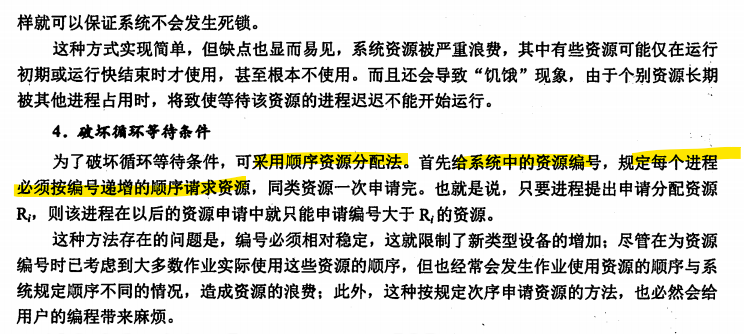 样就可以保证系统不会发生死锁。
这种方式实现简单，但缺点也显而易见，系统资源被严重浪费，其中有些资源可能仅在运行
初期或运行快结束时才使用，甚至根本不使用。而且还会导致“饥饿”现象，由于个别资源长期
被其他进程占用时，将致使等待该资源的进程迟迟不能开始运行。
4．破坏循环等待条件
为了破坏循环等待条件，可采用顺序资源分配法。首先给系统中的资源编号，规定每个进程
必须按编号递增的顺序请求资源，同类资源一次申请完。也就是说，只要进程提出申请分配资源
Rᵢ，则该进程在以后的资源申请中就只能申请编号大于 Rᵢ 的资源。
这种方法存在的问题是，编号必须相对稳定，这就限制了新类型设备的增加；尽管在为资源
编号时已考虑到大多数作业实际使用这些资源的顺序，但也经常会发生作业使用资源的顺序与系
统规定顺序不同的情况，造成资源的浪费；此外，这种按规定次序申请资源的方法，也必然会给
用户的编程带来麻烦。